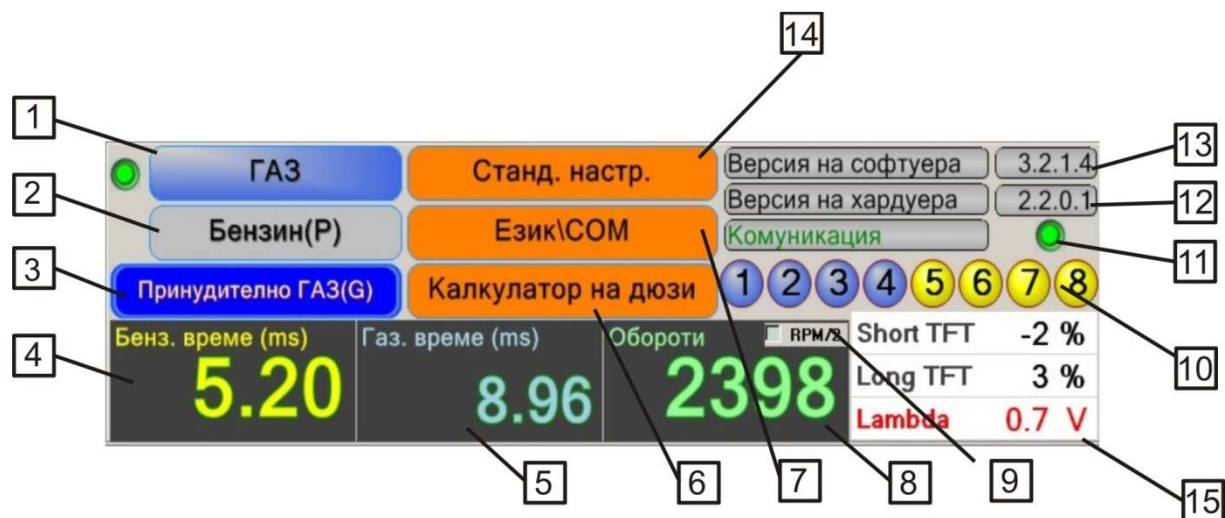 14
1
ГАЗ
Станд. настр.
Версия на софтуера
3.2.1.4
13
2
Бензин(P)
Език\COM
Версия на хардуера
2.2.0.1
12
Комуникация
11
3
Принудително ГАЗ(G)
Калкулатор на дюзи
1 2 3 4 5 6 7 8
10
4
Бенз. време (ms)
5.20
Газ. време (ms)
8.96
Обороти
RPM/2
2398
Short TFT -2 %
Long TFT 3 %
Lambda 0.7 V
5
6
7
8
9
15